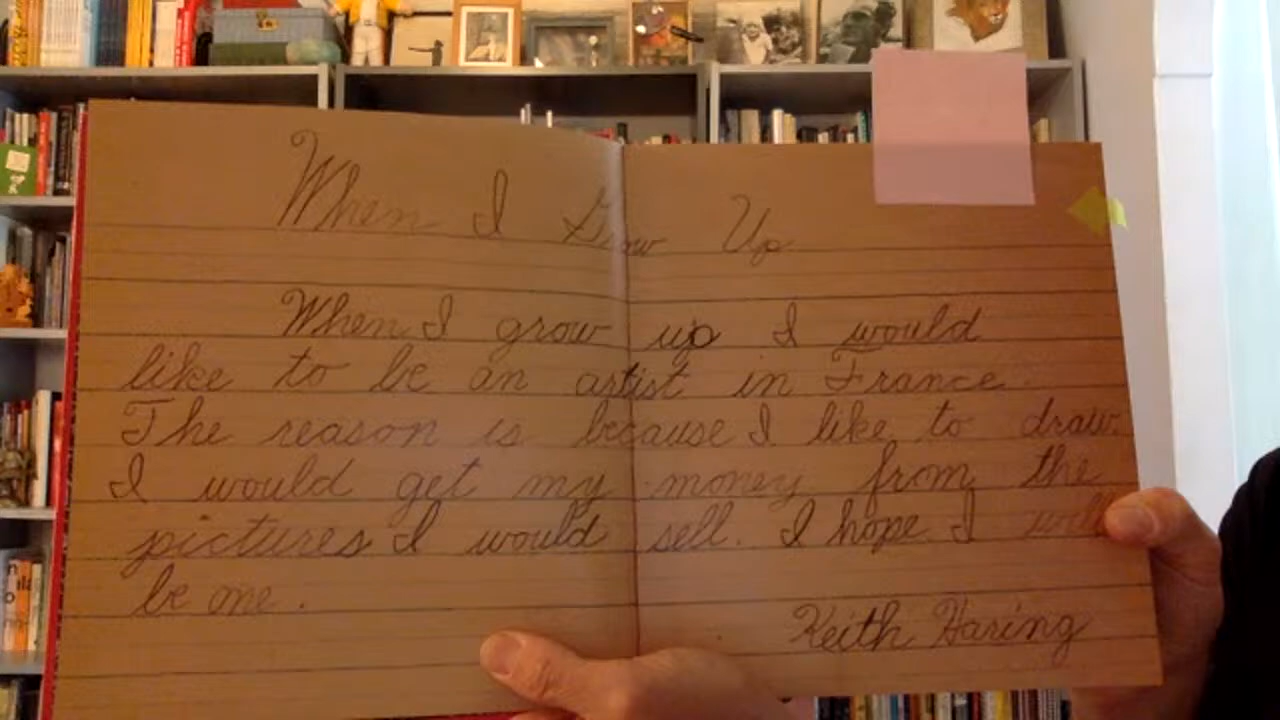 When I Grow Up
When I grow up I would
like to be an artist in France.
The reason is because I like to draw.
I would get my money from the
pictures I would sell. I hope I will
be one.
Keith Haring